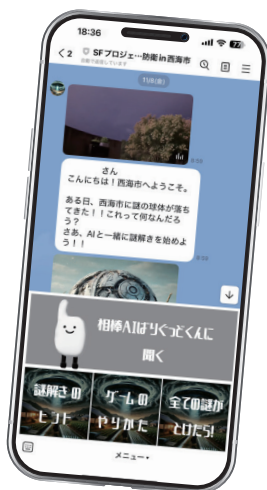 18:36
77
2
SFプロジェ…防衛in西海市
11/8(金)
さん
こんにちは！西海市へようこそ。
ある日、西海市に謎の球体が落ち
てきた！！これって何なんだろ
う？
さあ、AIと一緒に謎解きを始めよ
う！！
相棒AIばりぐっどくんに
聞く
謎解きの
ヒント
ゲームの
やりかた
全ての謎が
とけたら!
メニュー